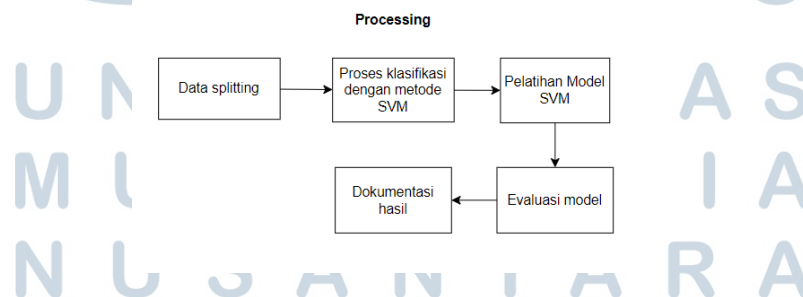 Processing
Data splitting
Proses klasifikasi
dengan metode
SVM
Pelatihan Model
SVM
Dokumentasi
hasil
Evaluasi model
U N A S
M U I A
N U S A N T A R A